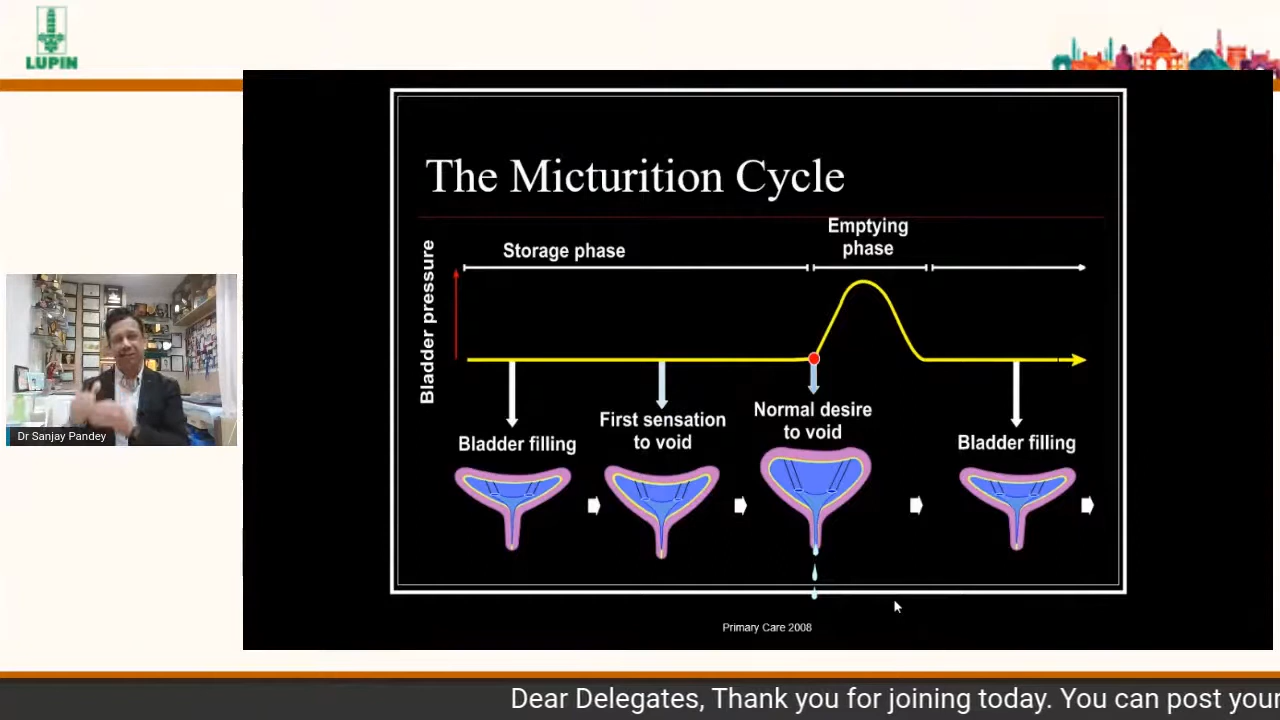 LUPIN
The Micturition Cycle
Bladder pressure
Storage phase
Emptying
phase
Bladder filling
First sensation
to void
Normal desire
to void
Bladder filling
Primary Care 2008
Dr Sanjay Pandey
Dear Delegates, Thank you for joining today. You can post your